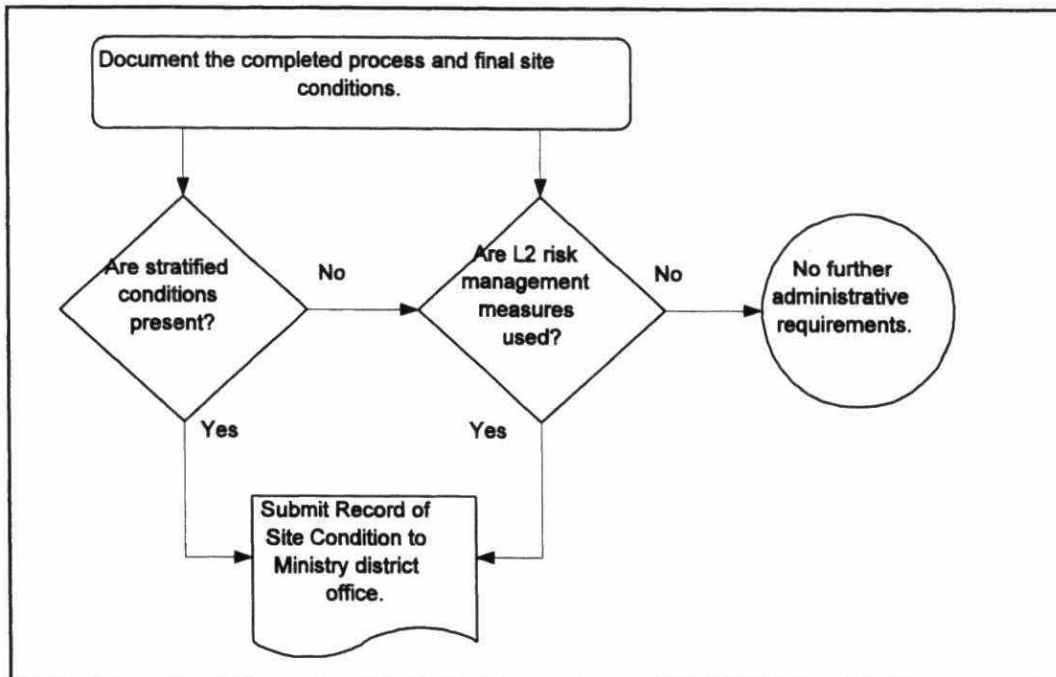 Document the completed process and final site
conditions.
Are stratified
conditions
present?
No
Are L2 risk
management
measures
used?
No
No further
administrative
requirements.
Yes
Yes
Submit Record of
Site Condition to
Ministry district
office.